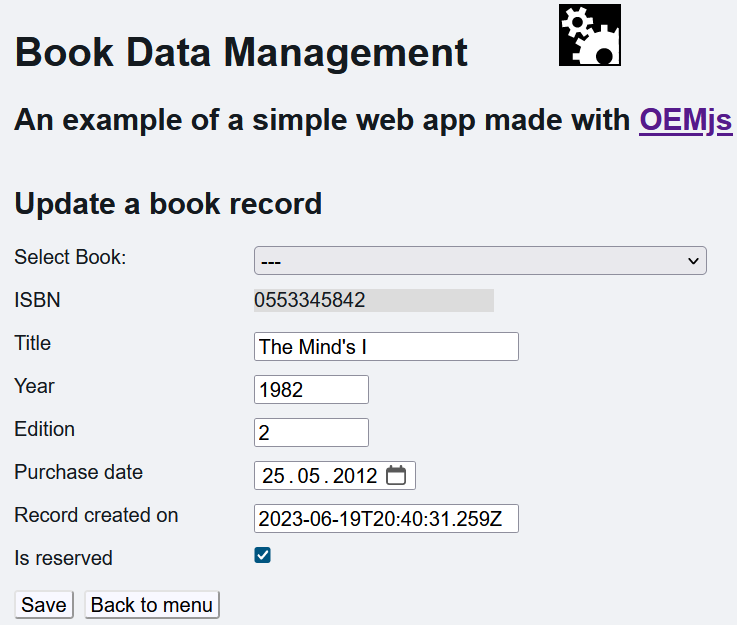 Book Data Management
An example of a simple web app made with OEMjs
Update a book record
Select Book: ---
ISBN 0553345842
Title The Mind's I
Year 1982
Edition 2
Purchase date 25.05.2012
Record created on 2023-06-19T20:40:31.259Z
Is reserved
Save Back to menu